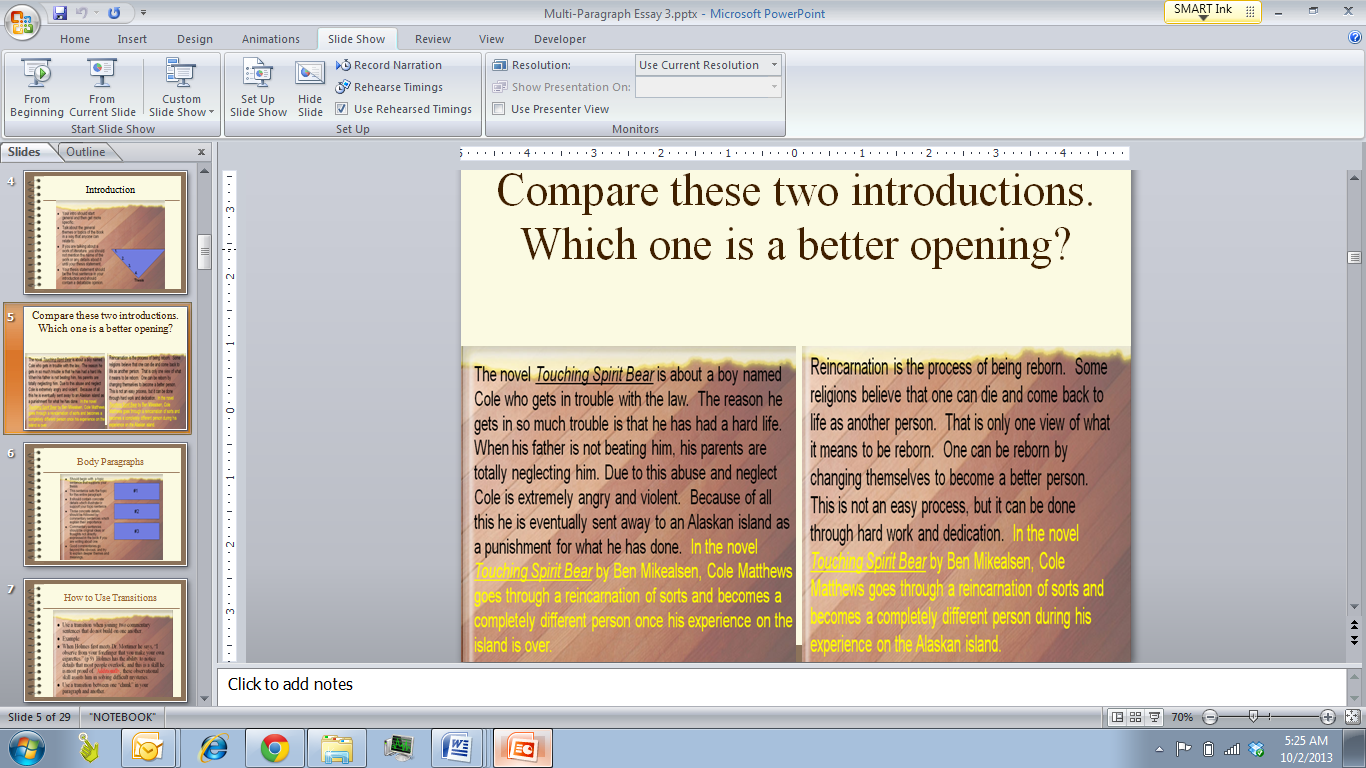 Multi-Paragraph Essay 3.pptx - Microsoft PowerPoint
SMART Ink
Home Insert Design Animations Slide Show Review View Developer
From Beginning
From Current Slide
Custom Slide Show
Start Slide Show
Set Up Slide Show
Hide Slide
Record Narration
Rehearse Timings
Use Rehearsed Timings
Set Up
Resolution: Use Current Resolution
Show Presentation On:
Use Presenter View
Monitors
Slides Outline x
4
Introduction
5
Compare these two introductions.
Which one is a better opening?
6
Body Paragraphs
#1
#2
#3
7
How to Use Transitions
Compare these two introductions.
Which one is a better opening?
The novel Touching Spirit Bear is about a boy named
Cole who gets in trouble with the law. The reason he
gets in so much trouble is that he has had a hard life.
When his father is not beating him, his parents are
totally neglecting him. Due to this abuse and neglect
Cole is extremely angry and violent. Because of all
this he is eventually sent away to an Alaskan island as
a punishment for what he has done. In the novel
Touching Spirit Bear by Ben Mikealsen, Cole Matthews
goes through a reincarnation of sorts and becomes a
completely different person once his experience on the
island is over.
Reincarnation is the process of being reborn. Some
religions believe that one can die and come back to
life as another person. That is only one view of what
it means to be reborn. One can be reborn by
changing themselves to become a better person.
This is not an easy process, but it can be done
through hard work and dedication. In the novel
Touching Spirit Bear by Ben Mikealsen, Cole
Matthews goes through a reincarnation of sorts and
becomes a completely different person during his
experience on the Alaskan island.
Click to add notes
Slide 5 of 29 "NOTEBOOK" 70%
5:25 AM
10/2/2013